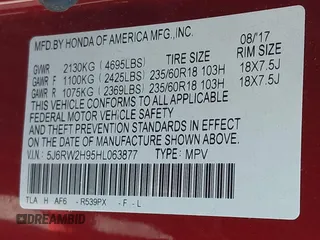 MFD.BY HONDA OF AMERICA MFG.,INC. 08/17
GVWR 2130KG (4695LBS) TIRE SIZE RIM SIZE
GAWR F 1100KG (2425LBS) 235/60R18 103H 18X7.5J
GAWR R 1075KG (2369LBS) 235/60R18 103H 18X7.5J
THIS VEHICLE CONFORMS TO ALL APPLICABLE
FEDERAL MOTOR VEHICLE SAFETY AND
THEFT PREVENTION STANDARDS IN EFFECT
ON THE DATE OF MANUFACTURE SHOWN ABOVE.
V.I.N: 5J6RW2H95HL063877 TYPE: MPV
TLA H AF6 - R539PX - F - L
DREAMBID